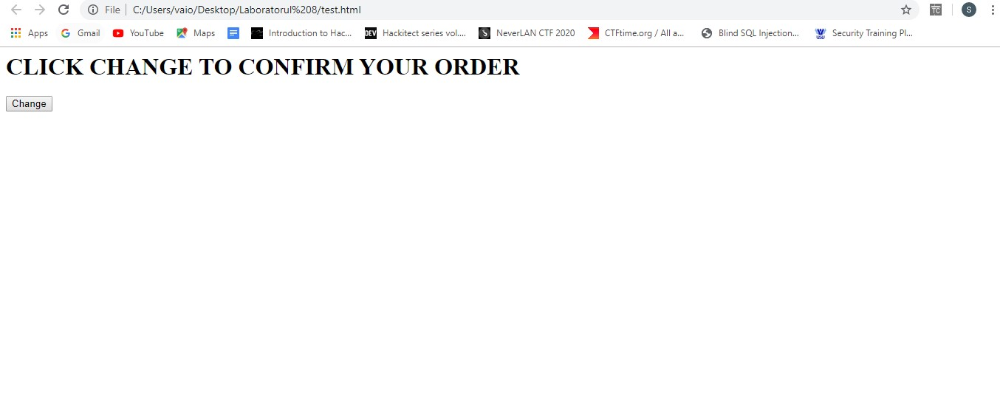 File C:/Users/vaio/Desktop/Laboratorul%208/test.html TC S
Apps Gmail YouTube Maps Introduction to Hac... DEV Hackitect series vol.... NeverLAN CTF 2020 CTFtime.org / All a... Blind SQL Injection... USU Security Training Pl...
CLICK CHANGE TO CONFIRM YOUR ORDER
Change